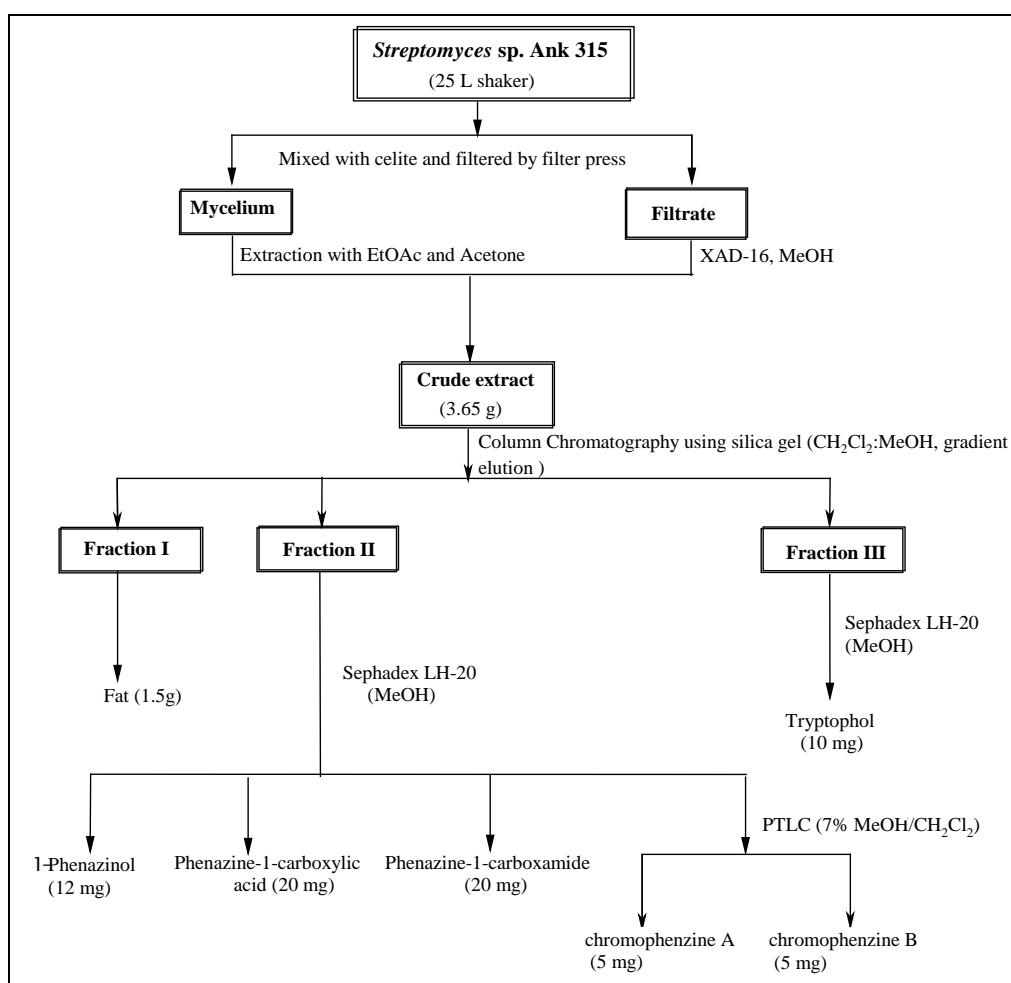 Streptomyces sp. Ank 315
(25 L shaker)
Mixed with celite and filtered by filter press
Mycelium
Filtrate
Extraction with EtOAc and Acetone
XAD-16, MeOH
Crude extract
(3.65 g)
Column Chromatography using silica gel (CH₂Cl₂:MeOH, gradient
elution )
Fraction I
Fraction II
Fraction III
Sephadex LH-20
(MeOH)
Fat (1.5g)
Sephadex LH-20
(MeOH)
Tryptophol
(10 mg)
PTLC (7% MeOH/CH₂Cl₂)
1-Phenazinol
(12 mg)
Phenazine-1-carboxylic
acid (20 mg)
Phenazine-1-carboxamide
(20 mg)
chromophenzine A
(5 mg)
chromophenzine B
(5 mg)